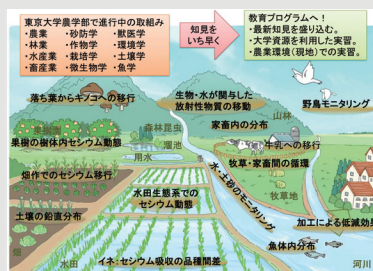 東京大学農学部で進行中の取組み
・農業 ・砂防学 ・獣医学
・林業 ・作物学 ・環境学
・水産業 ・栽培学 ・土壌学
・畜産業 ・微生物学 ・魚学
知見を
いち早く
教育プログラムへ!
・最新知見を盛り込む。
・大学資源を利用した実習。
・農業環境(現地)での実習。
落ち葉からキノコへの移行
生物・水が関与した
放射性物質の移動
山林
野鳥モニタリング
果樹園
果樹の樹体内セシウム動態
森林昆虫
家畜内の分布
溜池
用水
牛乳への移行
畑作でのセシウム移行
牧草・家畜間の循環
水田生態系での
セシウム動態
水・土砂のモニタリング
牧草地
土壌の鉛直分布
加工による低減効果
魚体内分布
畑
水田
イネ:セシウム吸収の品種間差
河川